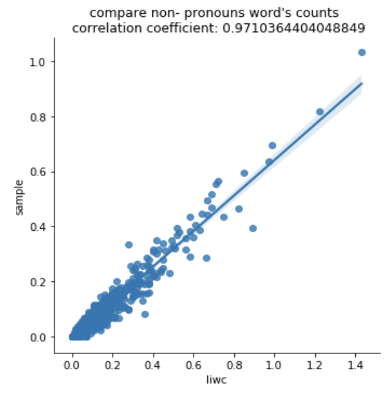 compare non- pronouns word's counts
correlation coefficient: 0.9710364404048849
1.0
0.8
0.6
0.4
0.2
0.0
sample
0.0 0.2 0.4 0.6 0.8 1.0 1.2 1.4
liwc